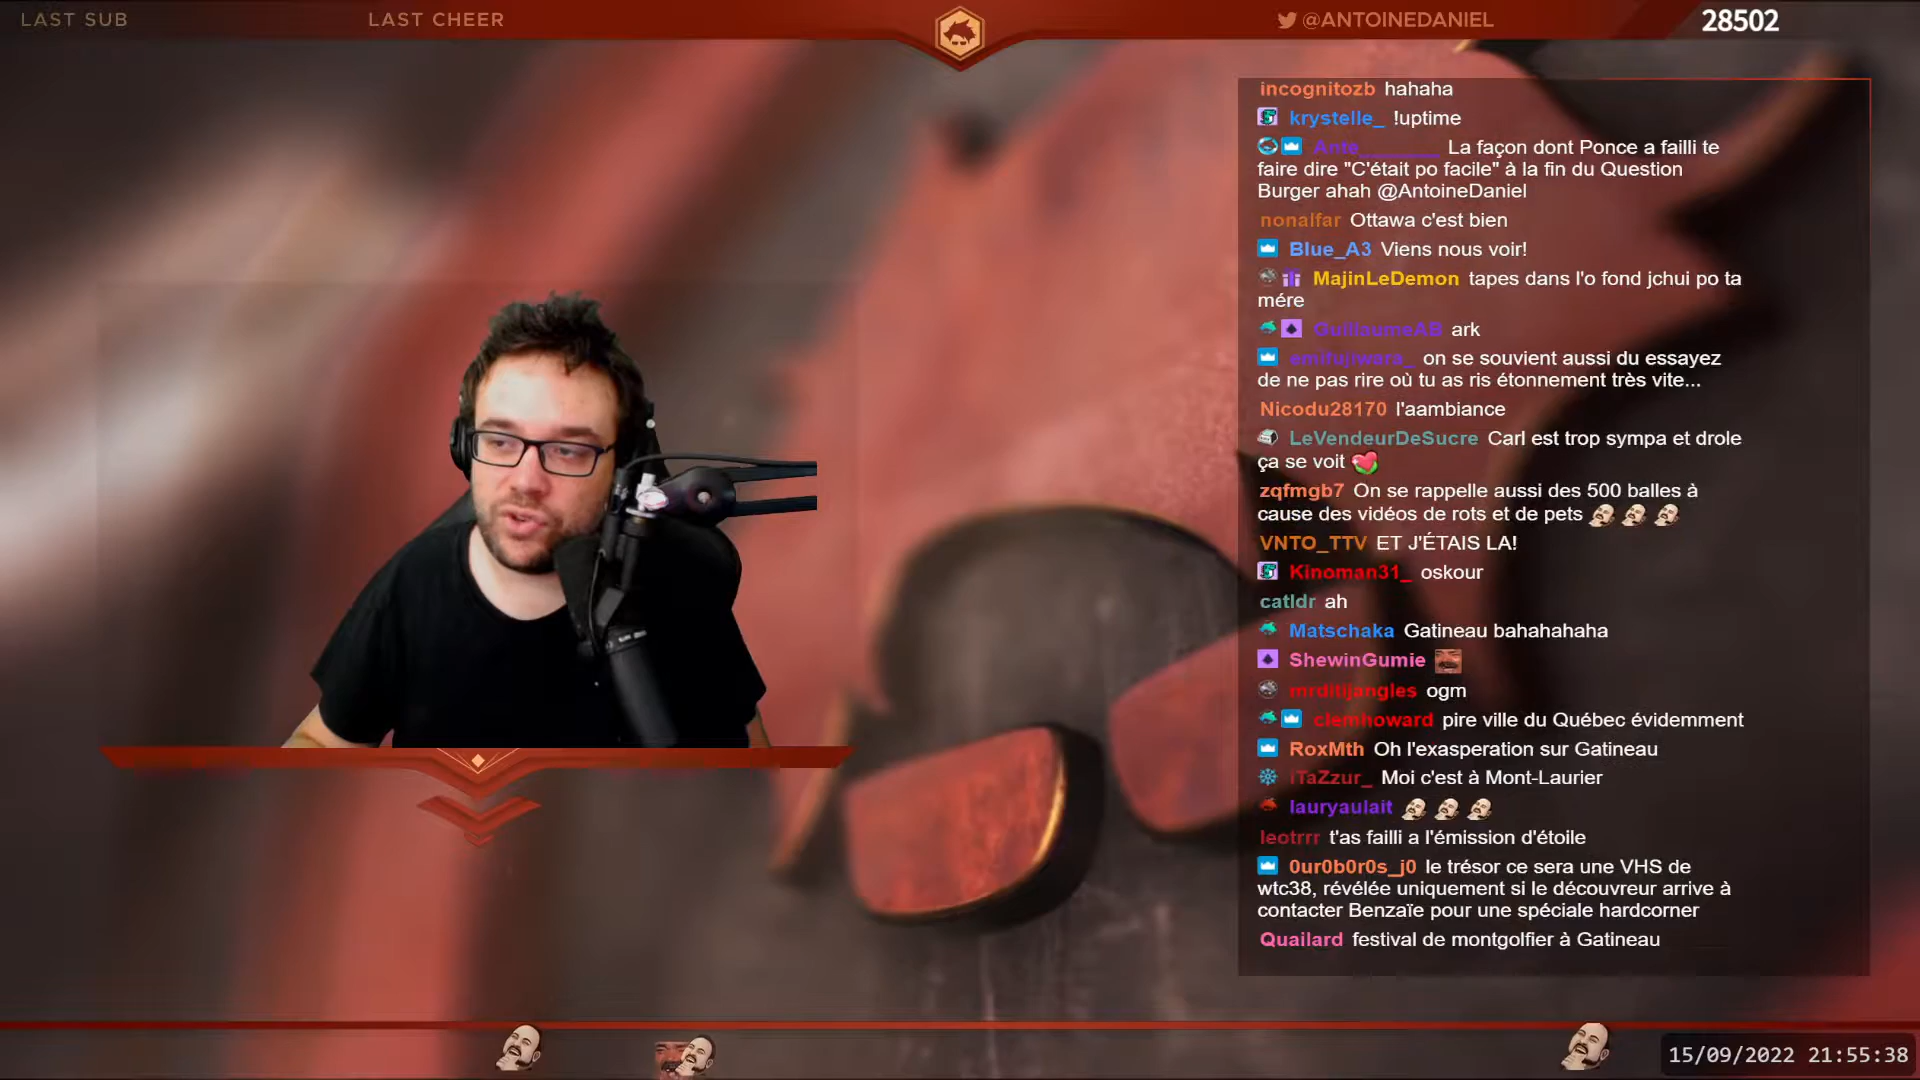 LAST SUB
LAST CHEER
@ANTOINEDANIEL
28502
incognitozb hahaha
krystelle_ !uptime
Ante_______ La façon dont Ponce a failli te
faire dire "C'était po facile" à la fin du Question
Burger ahah @AntoineDaniel
nonalfar Ottawa c'est bien
Blue_A3 Viens nous voir!
MajinLeDemon tapes dans l'o fond jchui po ta
mére
GuillaumeAB ark
emifujiwara_ on se souvient aussi du essayez
de ne pas rire où tu as ris étonnement très vite...
Nicodu28170 l'aambiance
LeVendeurDeSucre Carl est trop sympa et drole
ça se voit
zqfmgb7 On se rappelle aussi des 500 balles à
cause des vidéos de rots et de pets
VNTO_TTV ET J'ÉTAIS LA!
Kinoman31_ oskour
catldr ah
Matschaka Gatineau bahahahaha
ShewinGumie
mrditijangles ogm
clemhoward pire ville du Québec évidemment
RoxMth Oh l'exasperation sur Gatineau
iTaZzur_ Moi c'est à Mont-Laurier
lauryaulait
leotrrr t'as failli a l'émission d'étoile
0ur0b0r0s_j0 le trésor ce sera une VHS de
wtc38, révélée uniquement si le découvreur arrive à
contacter Benzaïe pour une spéciale hardcorner
Quailard festival de montgolfier à Gatineau
15/09/2022 21:55:38